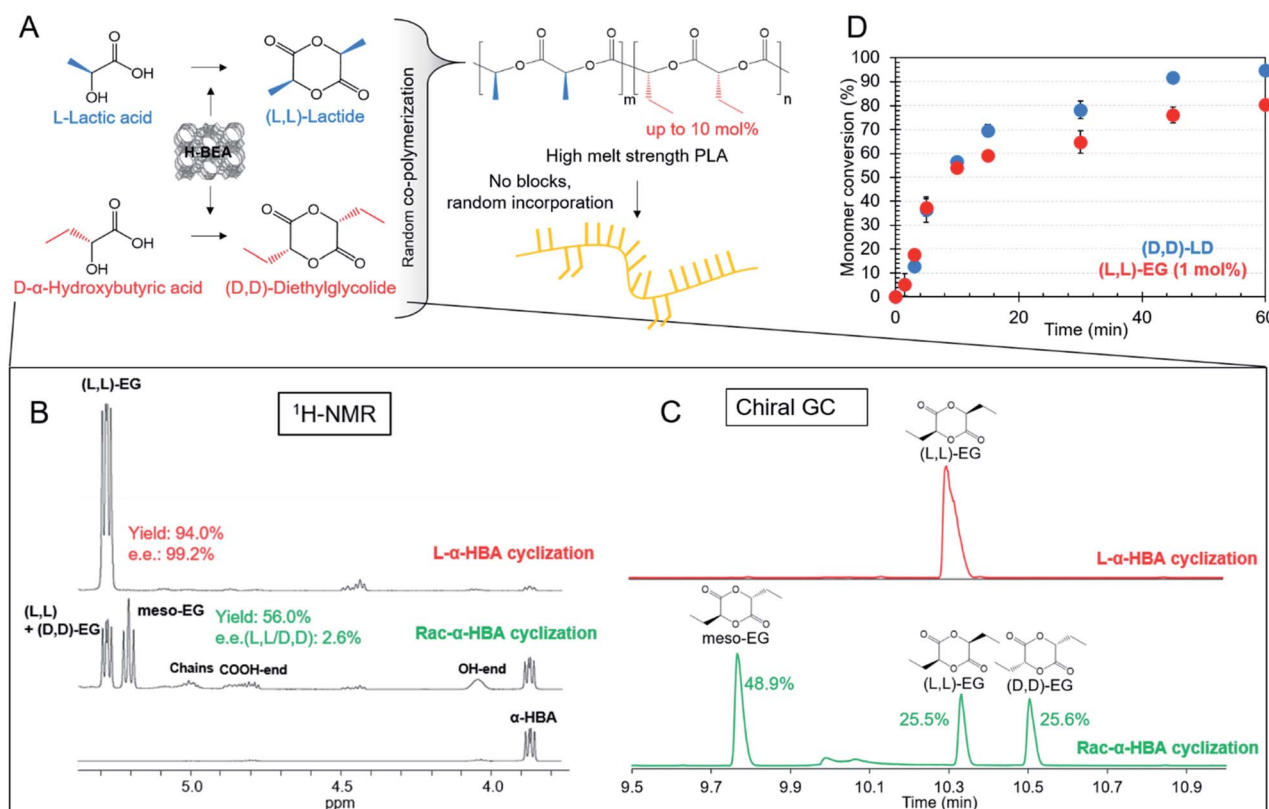 A
L-Lactic acid
(L,L)-Lactide
H-BEA
D-α-Hydroxybutyric acid
(D,D)-Diethylglycolide
O
OH
OH
O
O
O
O
O
OH
OH
O
O
O
O
Random co-polymerization
O
O
O
O
O
O
O
O
m
n
up to 10 mol%
High melt strength PLA
No blocks,
random incorporation
D
Monomer conversion (%)
100
90
80
70
60
50
40
30
20
10
0
0
20
40
60
Time (min)
(D,D)-LD
(L,L)-EG (1 mol%)
B
¹H-NMR
(L,L)-EG
Yield: 94.0%
e.e.: 99.2%
L-α-HBA cyclization
(L,L)
+ (D,D)-EG
meso-EG
Yield: 56.0%
e.e.(L,L/D,D): 2.6%
Rac-α-HBA cyclization
Chains
COOH-end
OH-end
α-HBA
5.0
4.5
4.0
ppm
C
Chiral GC
O
O
O
O
(L,L)-EG
L-α-HBA cyclization
O
O
O
O
meso-EG
48.9%
O
O
O
O
(L,L)-EG
25.5%
O
O
O
O
(D,D)-EG
25.6%
Rac-α-HBA cyclization
9.5
9.7
9.9
10.1
10.3
10.5
10.7
10.9
Time (min)